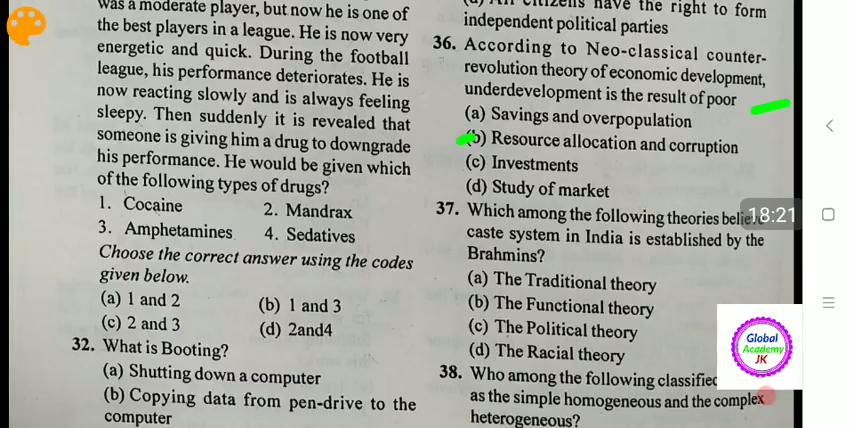 was a moderate player, but now he is one of
the best players in a league. He is now very
energetic and quick. During the football
league, his performance deteriorates. He is
now reacting slowly and is always feeling
sleepy. Then suddenly it is revealed that
someone is giving him a drug to downgrade
his performance. He would be given which
of the following types of drugs?
1. Cocaine 2. Mandrax
3. Amphetamines 4. Sedatives
Choose the correct answer using the codes
given below.
(a) 1 and 2 (b) 1 and 3
(c) 2 and 3 (d) 2and4
32. What is Booting?
(a) Shutting down a computer
(b) Copying data from pen-drive to the
computer
(d) All citizens have the right to form
independent political parties
36. According to Neo-classical counter-
revolution theory of economic development,
underdevelopment is the result of poor
(a) Savings and overpopulation
(b) Resource allocation and corruption
(c) Investments
(d) Study of market
37. Which among the following theories
caste system in India is established by the
Brahmins?
(a) The Traditional theory
(b) The Functional theory
(c) The Political theory
(d) The Racial theory
38. Who among the following
as the simple homogeneous and the complex
heterogeneous?
18:21
Global
Academy
JK